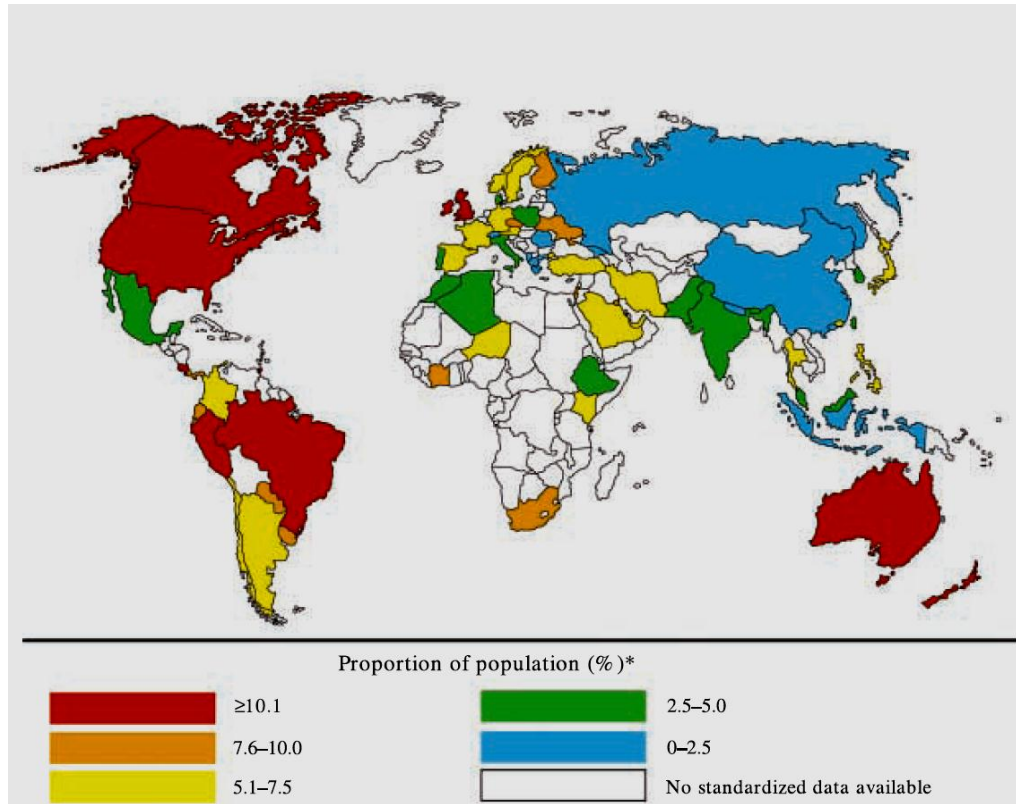 Proportion of population (%)*
≥10.1
2.5–5.0
7.6–10.0
0–2.5
5.1–7.5
No standardized data available